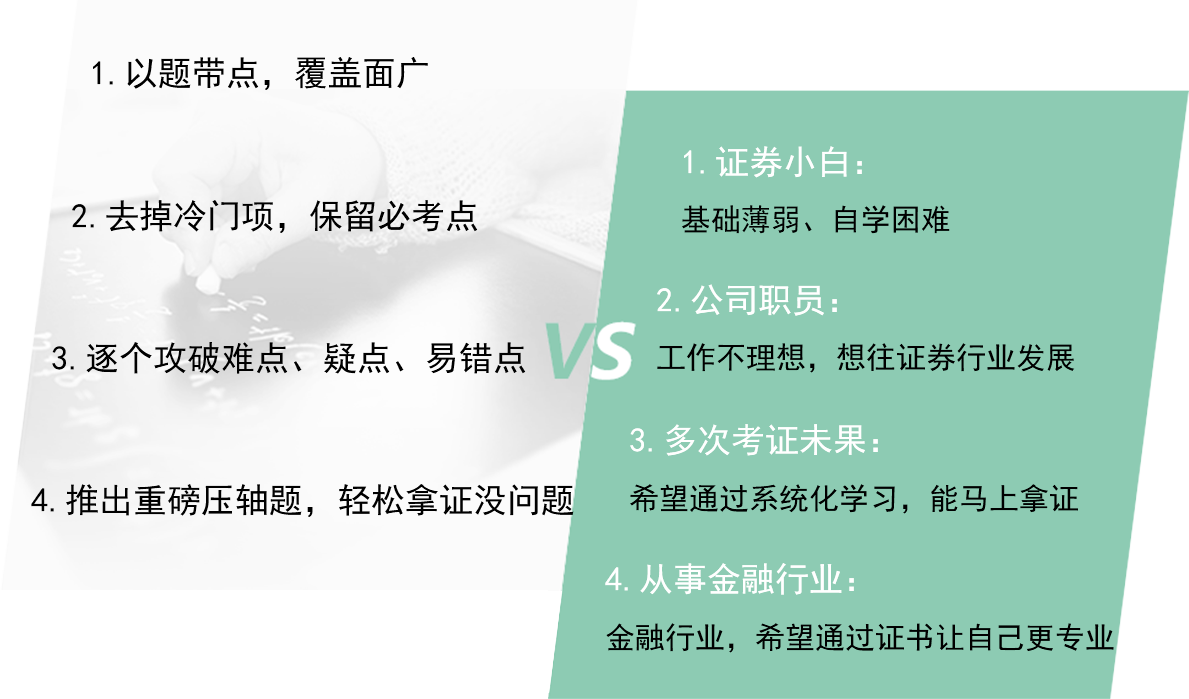 1.以题带点，覆盖面广
2.去掉冷门项，保留必考点
3.逐个攻破难点、疑点、易错点
4.推出重磅压轴题，轻松拿证没问题
VS
1.证券小白：
基础薄弱、自学困难
2.公司职员：
工作不理想，想往证券行业发展
3.多次考证未果：
希望通过系统化学习，能马上拿证
4.从事金融行业：
金融行业，希望通过证书让自己更专业